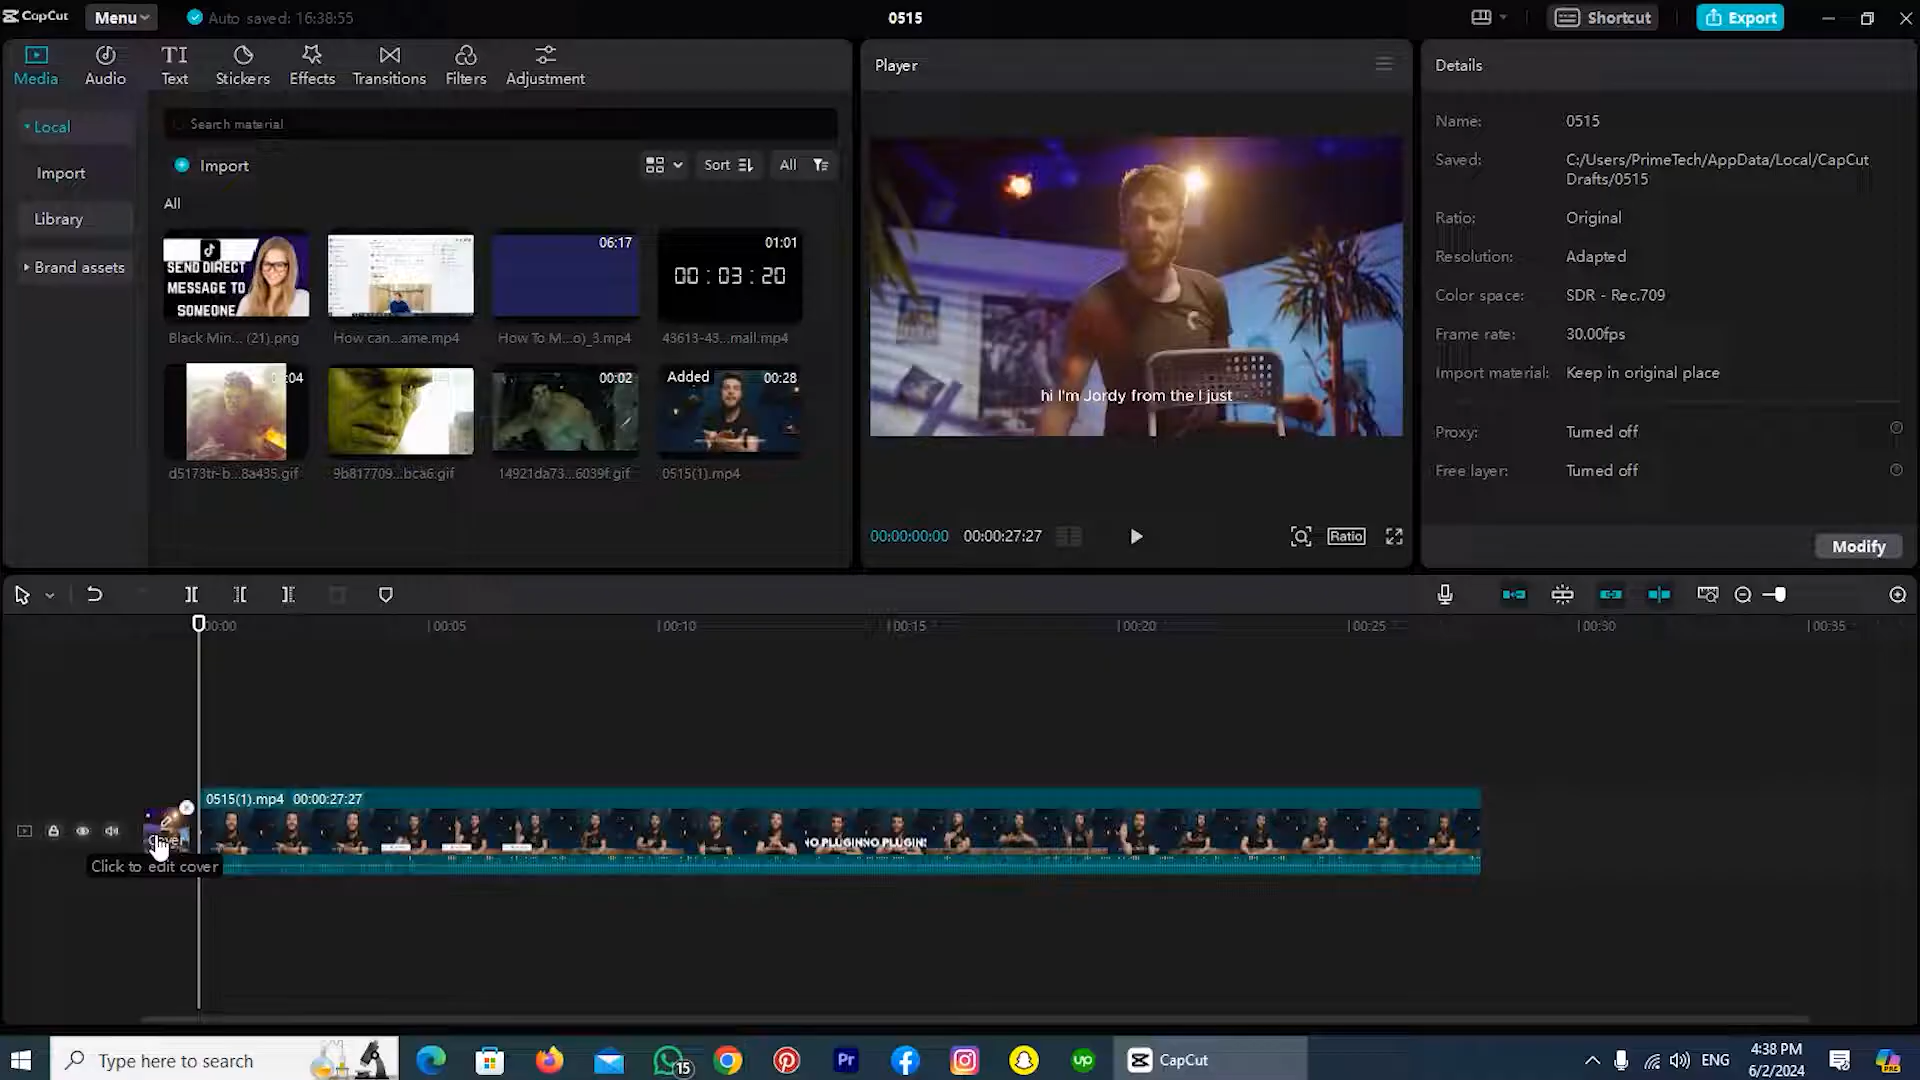 CapCut
Menu
Auto saved: 16:38:55
0515
Shortcut
Export
Media
Audio
TI
Text
Stickers
Effects
Transitions
Filters
Adjustment
Local
Import
Library
Brand assets
Search material
Import
Sort
All
All
SEND DIRECT
MESSAGE TO
SOMEONE
06:17
01:01
00 : 03 : 20
Black Min... (21).png
How can...ame.mp4
How To M...o)_3.mp4
43613-43...mall.mp4
:04
00:02
Added
00:28
d5173tr-b...8a435.gif
9b817709...bca6.gif
14921da73...6039f.gif
0515(1).mp4
Player
hi I'm Jordy from the I just
00:00:00:00
00:00:27:27
Ratio
Details
Name:
0515
Saved:
C:/Users/PrimeTech/AppData/Local/CapCut
Drafts/0515
Ratio:
Original
Resolution:
Adapted
Color space:
SDR - Rec.709
Frame rate:
30.00fps
Import material:
Keep in original place
Proxy:
Turned off
Free layer:
Turned off
Modify
00:00
00:05
00:10
00:15
00:20
00:25
00:30
00:35
0515(1).mp4
00:00:27:27
Cover
Click to edit cover
Type here to search
15
Pr
up
CapCut
ENG
4:38 PM
6/2/2024
PRE